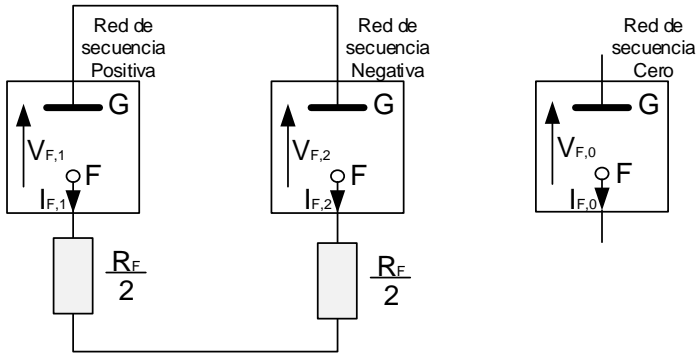 Red de
secuencia
Positiva
G
VF,1
F
IF,1
RF
2
Red de
secuencia
Negativa
G
VF,2
F
IF,2
RF
2
Red de
secuencia
Cero
G
VF,0
F
IF,0